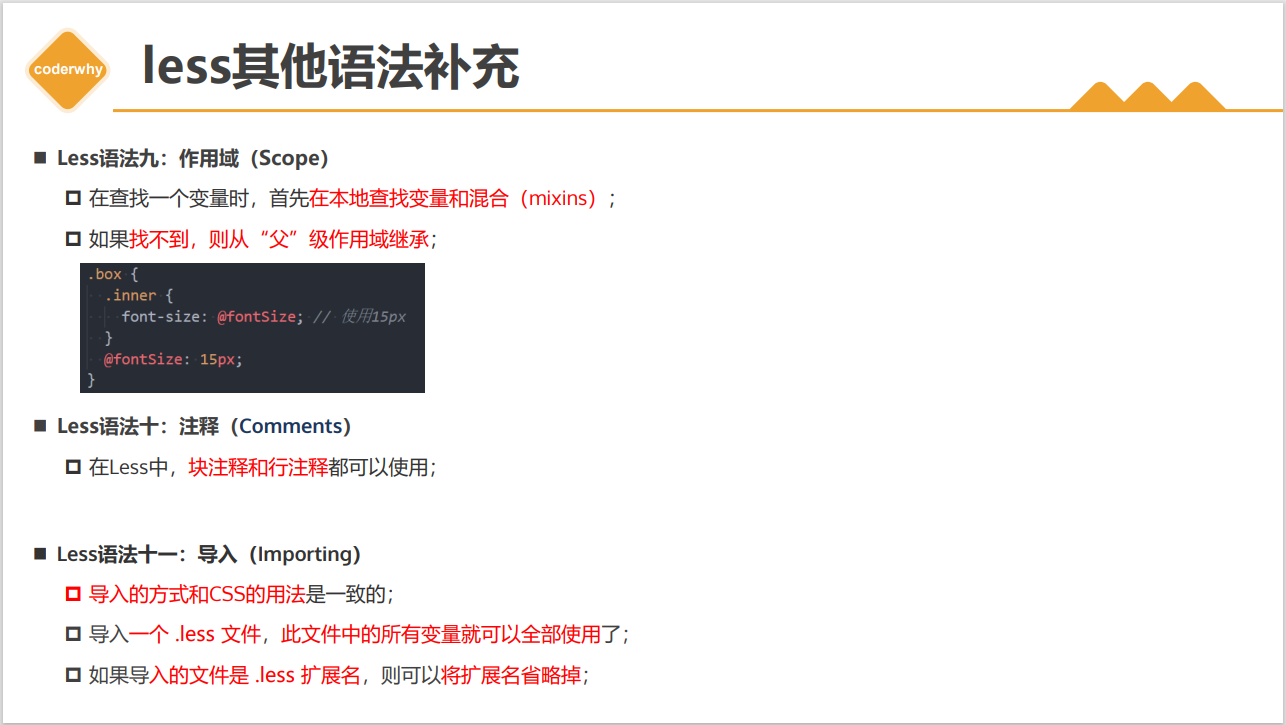 coderwhy
less其他语法补充
Less语法九：作用域（Scope）
在查找一个变量时，首先在本地查找变量和混合（mixins）；
如果找不到，则从“父”级作用域继承；
.box {
.inner {
font-size: @fontSize; // 使用15px
}
@fontSize: 15px;
}
Less语法十：注释（Comments）
在Less中，块注释和行注释都可以使用；
Less语法十一：导入（Importing）
导入的方式和CSS的用法是一致的；
导入一个 .less 文件，此文件中的所有变量就可以全部使用了；
如果导入的文件是 .less 扩展名，则可以将扩展名省略掉；